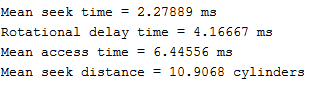 Mean seek time = 2.27889 ms
Rotational delay time = 4.16667 ms
Mean access time = 6.44556 ms
Mean seek distance = 10.9068 cylinders